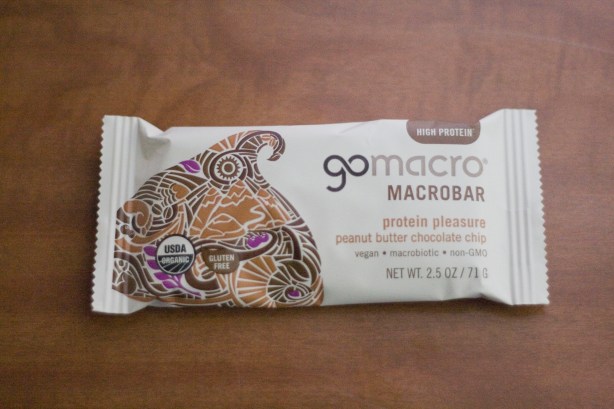 HIGH PROTEIN
gomacro®
MACROBAR
protein pleasure
peanut butter chocolate chip
vegan • macrobiotic • non-GMO
NET WT. 2.5 OZ / 71 G
USDA
ORGANIC
GLUTEN
FREE